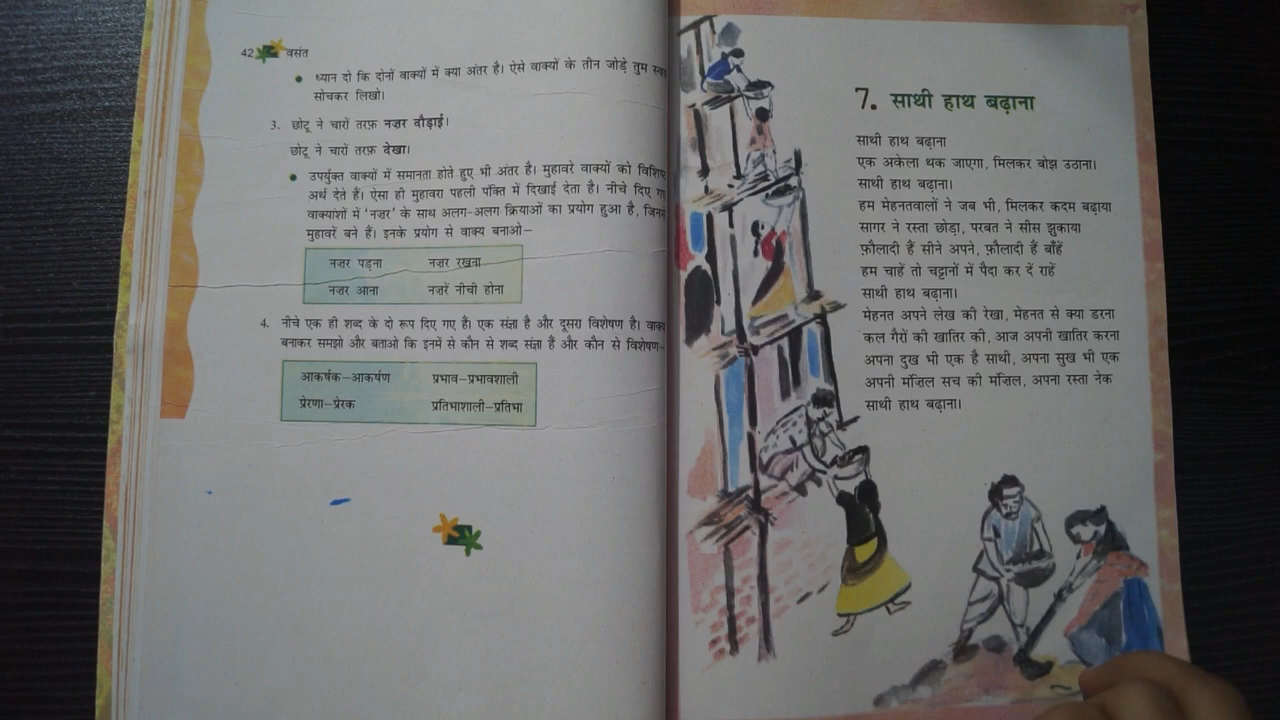 42 वसंत
• ध्यान दो कि दोनों वाक्यों में क्या अंतर है। ऐसे वाक्यों के तीन जोड़े तुम
सोचकर लिखो।
3. छोटू ने चारों तरफ़ नज़र दौड़ाई।
छोटू ने चारों तरफ़ देखा।
• उपर्युक्त वाक्यों में समानता होते हुए भी अंतर है। मुहावरे वाक्यों को
अर्थ देते हैं। ऐसा ही मुहावरा पहली पंक्ति में दिखाई देता है। नीचे दिए
वाक्यांशों में 'नज़र' के साथ अलग-अलग क्रियाओं का प्रयोग हुआ है,
मुहावरे बने हैं। इनके प्रयोग से वाक्य बनाओ–
नज़र पड़ना नज़र रखना
नज़र आना नज़रें नीची होना
4. नीचे एक ही शब्द के दो रूप दिए गए हैं। एक संज्ञा है और दूसरा विशेषण है।
बनाकर समझो और बताओ कि इनमें से कौन से शब्द संज्ञा हैं और कौन से विशेषण–
आकर्षक–आकर्षण प्रभाव–प्रभावशाली
प्रेरणा–प्रेरक प्रतिभाशाली–प्रतिभा
7. साथी हाथ बढ़ाना
साथी हाथ बढ़ाना
एक अकेला थक जाएगा, मिलकर बोझ उठाना।
साथी हाथ बढ़ाना।
हम मेहनतवालों ने जब भी, मिलकर कदम बढ़ाया
सागर ने रस्ता छोड़ा, परबत ने सीस झुकाया
फ़ौलादी हैं सीने अपने, फ़ौलादी हैं बाँहें
हम चाहें तो चट्टानों में पैदा कर दें राहें
साथी हाथ बढ़ाना।
मेहनत अपने लेख की रेखा, मेहनत से क्या डरना
कल गैरों की खातिर की, आज अपनी खातिर करना
अपना दुख भी एक है साथी, अपना सुख भी एक
अपनी मंज़िल सच की मंज़िल, अपना रस्ता नेक
साथी हाथ बढ़ाना।